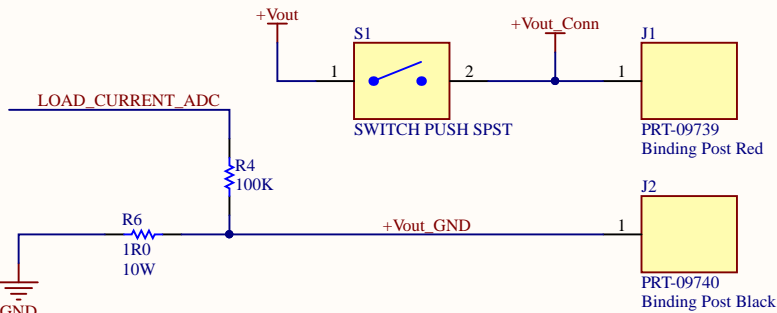 +Vout
S1
+Vout_Conn
J1
1
2
1
LOAD_CURRENT_ADC
SWITCH PUSH SPST
PRT-09739
Binding Post Red
R4
100K
J2
R6
+Vout_GND
1
1R0
10W
PRT-09740
Binding Post Black
GND